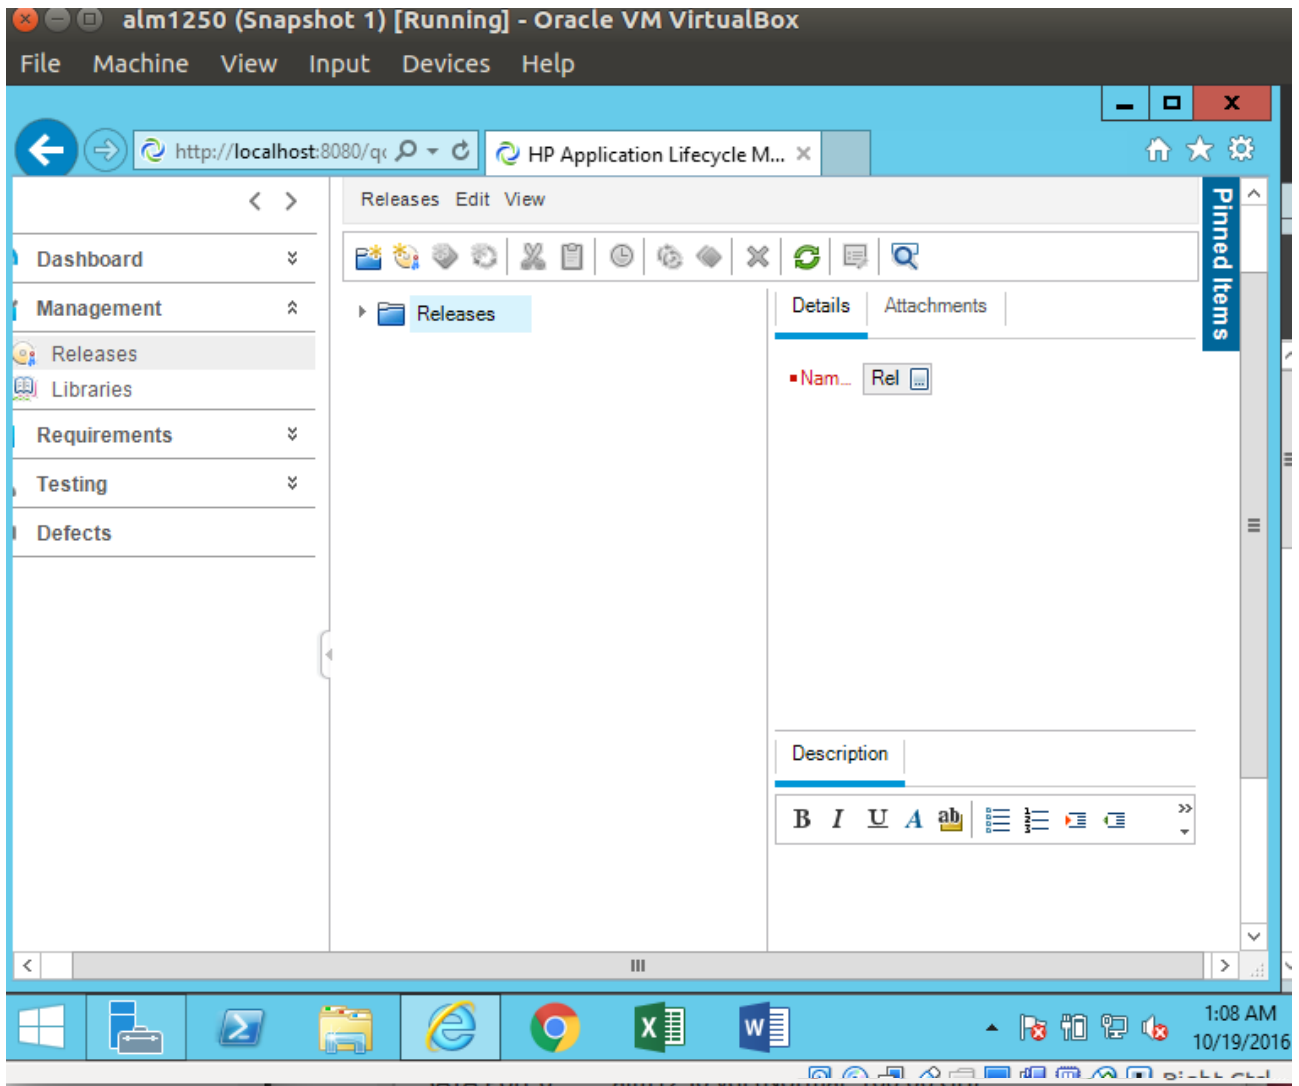 alm1250 (Snapshot 1) [Running] - Oracle VM VirtualBox
File Machine View Input Devices Help
http://localhost:8080/qc
HP Application Lifecycle M...
Releases Edit View
Pinned Items
Dashboard
Management
Releases
Libraries
Requirements
Testing
Defects
Releases
Details Attachments
Nam... Rel
Description
B I U A ab
1:08 AM
10/19/2016